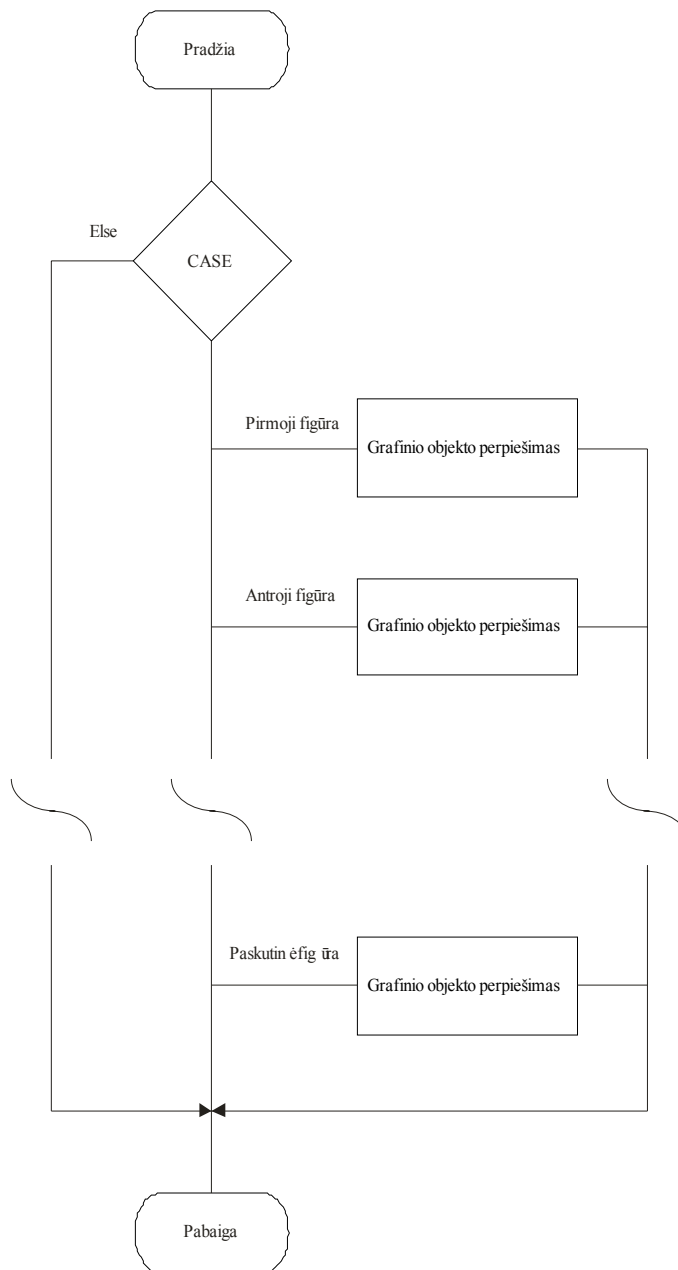 Pradžia
Else
CASE
Pirmoji figūra
Grafinio objekto perpiešimas
Antroji figūra
Grafinio objekto perpiešimas
Paskutin ėfig ūra
Grafinio objekto perpiešimas
Pabaiga